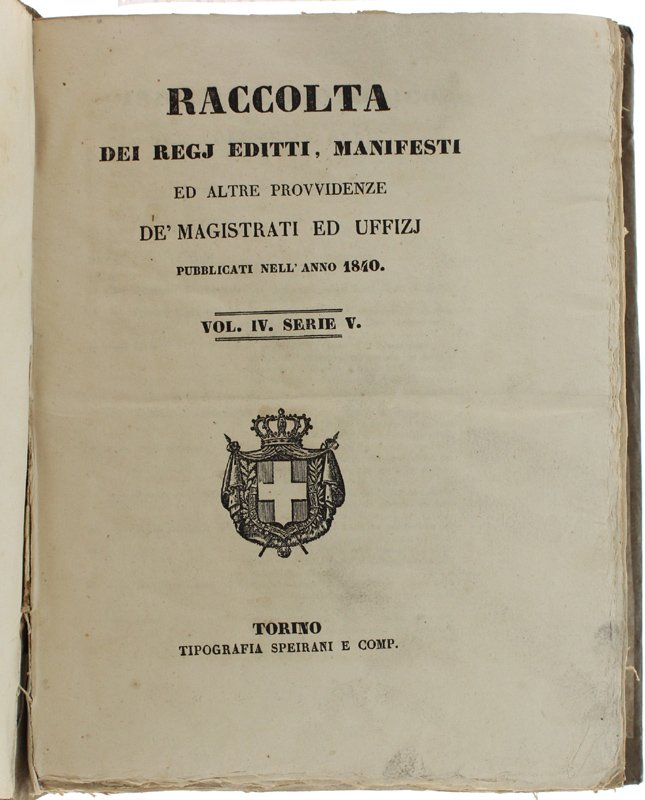 RACCOLTA
DEI REGJ EDITTI, MANIFESTI
ED ALTRE PROVVIDENZE
DE' MAGISTRATI ED UFFIZJ
PUBBLICATI NELL' ANNO 1840.
VOL. IV. SERIE V.
TORINO
TIPOGRAFIA SPEIRANI E COMP.